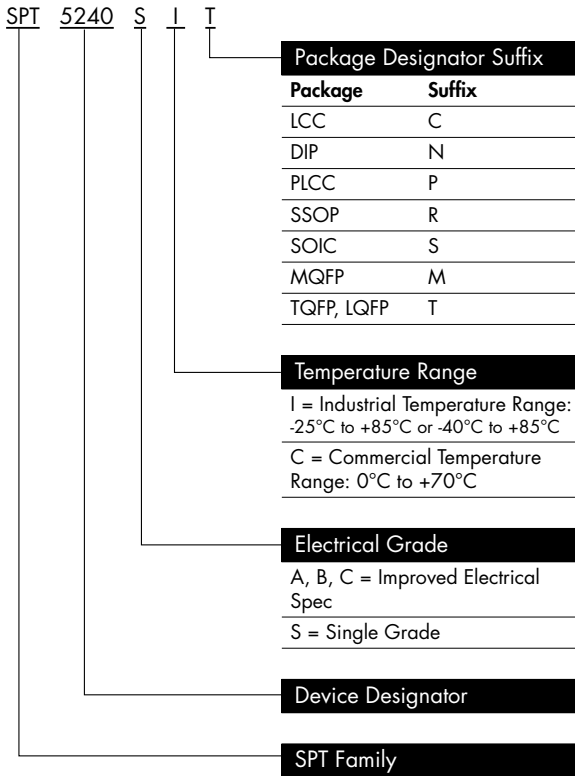 SPT 5240 S I T
Package Designator Suffix
Package Suffix
LCC C
DIP N
PLCC P
SSOP R
SOIC S
MQFP M
TQFP, LQFP T
Temperature Range
I = Industrial Temperature Range:
-25°C to +85°C or -40°C to +85°C
C = Commercial Temperature
Range: 0°C to +70°C
Electrical Grade
A, B, C = Improved Electrical
Spec
S = Single Grade
Device Designator
SPT Family